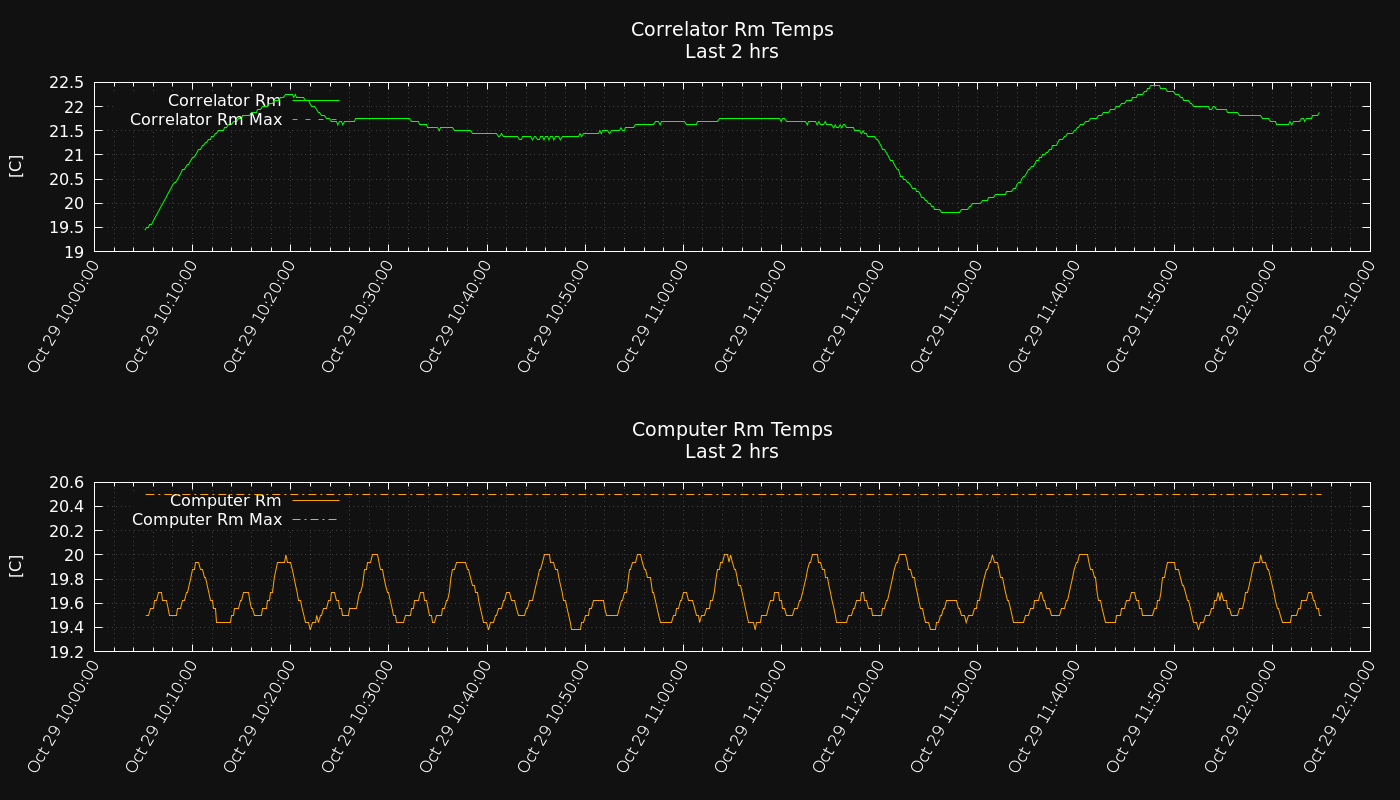 Correlator Rm Temps
Last 2 hrs
22.5
22
21.5
21
20.5
20
19.5
19
[C]
Correlator Rm
Correlator Rm Max
Oct 29 10:00:00
Oct 29 10:10:00
Oct 29 10:20:00
Oct 29 10:30:00
Oct 29 10:40:00
Oct 29 10:50:00
Oct 29 11:00:00
Oct 29 11:10:00
Oct 29 11:20:00
Oct 29 11:30:00
Oct 29 11:40:00
Oct 29 11:50:00
Oct 29 12:00:00
Oct 29 12:10:00
Computer Rm Temps
Last 2 hrs
20.6
20.4
20.2
20
19.8
19.6
19.4
19.2
[C]
Computer Rm
Computer Rm Max
Oct 29 10:00:00
Oct 29 10:10:00
Oct 29 10:20:00
Oct 29 10:30:00
Oct 29 10:40:00
Oct 29 10:50:00
Oct 29 11:00:00
Oct 29 11:10:00
Oct 29 11:20:00
Oct 29 11:30:00
Oct 29 11:40:00
Oct 29 11:50:00
Oct 29 12:00:00
Oct 29 12:10:00